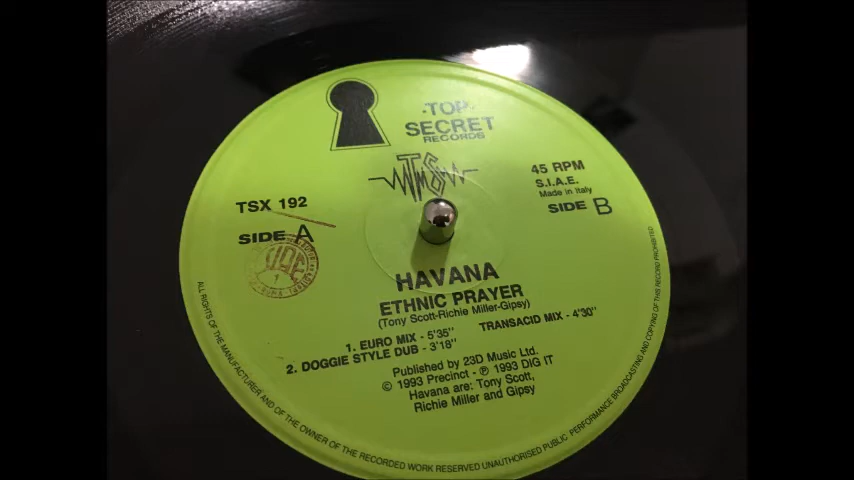 ·TOP·
SECRET
RECORDS
TMS
TSX 192
SIDE A
45 RPM
S.I.A.E.
Made in Italy
SIDE B
HAVANA
ETHNIC PRAYER
(Tony Scott-Richie Miller-Gipsy)
1. EURO MIX - 5'35"
2. DOGGIE STYLE DUB - 3'18"
TRANSACID MIX - 4'30"
Published by 23D Music Ltd.
© 1993 Precinct - ℗ 1993 DIG IT
Havana are: Tony Scott,
Richie Miller and Gipsy
ALL RIGHTS OF THE MANUFACTURER AND OF THE OWNER OF THE RECORDED WORK RESERVED UNAUTHORISED PUBLIC PERFORMANCE BROADCASTING AND COPYING OF THIS RECORD PROHIBITED